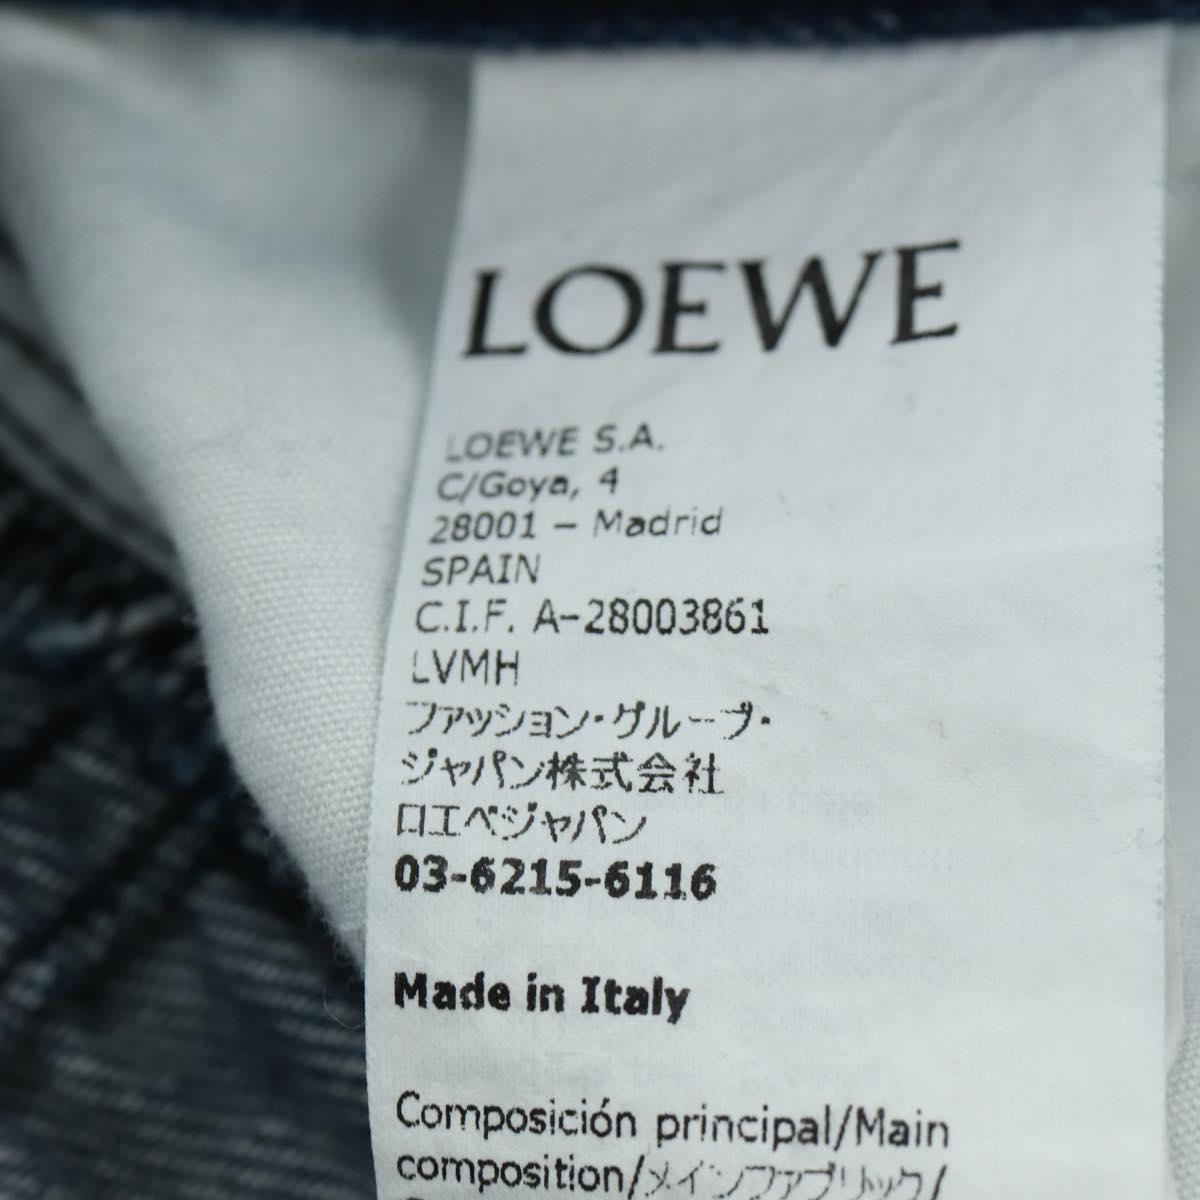 LOEWE
LOEWE S.A.
C/Goya, 4
28001 – Madrid
SPAIN
C.I.F. A-28003861
LVMH
ファッション・グループ・
ジャパン株式会社
ロエベジャパン
03-6215-6116
Made in Italy
Composición principal/Main
composition/メインファブリック/